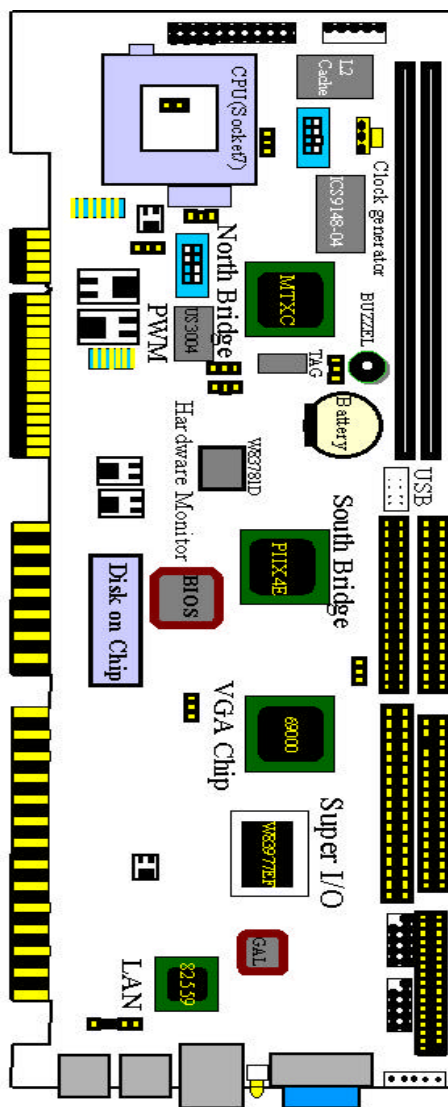 L2
Cache
CPU(Socket7)
Clock generator
ICS9148-04
North Bridge
MTXC
BUZZEL
PWM
US3004
TAG
Battery
Hardware Monitor
W83781D
USB
South Bridge
PIIX4E
BIOS
Disk on Chip
VGA Chip
69000
Super I/O
W83977EF
GAL
LAN
82559